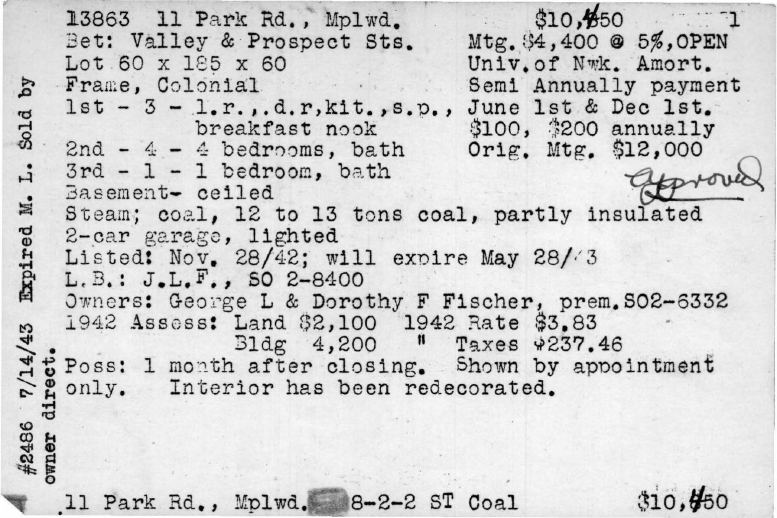 13863 11 Park Rd., Mplwd. $10,450 1
Bet: Valley & Prospect Sts. Mtg. $4,400 @ 5%,OPEN
Lot 60 x 185 x 60 Univ.of Nwk. Amort.
Frame, Colonial Semi Annually payment
1st - 3 - l.r.,.d.r,kit.,s.p., June 1st & Dec 1st.
breakfast nook $100, $200 annually
2nd - 4 - 4 bedrooms, bath Orig. Mtg. $12,000
3rd - 1 - 1 bedroom, bath
Approved
Basement- ceiled
Steam; coal, 12 to 13 tons coal, partly insulated
2-car garage, lighted
Listed: Nov. 28/42; will expire May 28/43
L.B.: J.L.F., SO 2-8400
Owners: George L & Dorothy F Fischer, prem.SO2-6332
1942 Assess: Land $2,100 1942 Rate $3.83
Bldg 4,200 " Taxes $237.46
Poss: 1 month after closing. Shown by appointment
only. Interior has been redecorated.
11 Park Rd., Mplwd. 8-2-2 ST Coal $10,450
#2486 7/14/43 Expired M. L. Sold by
owner direct.